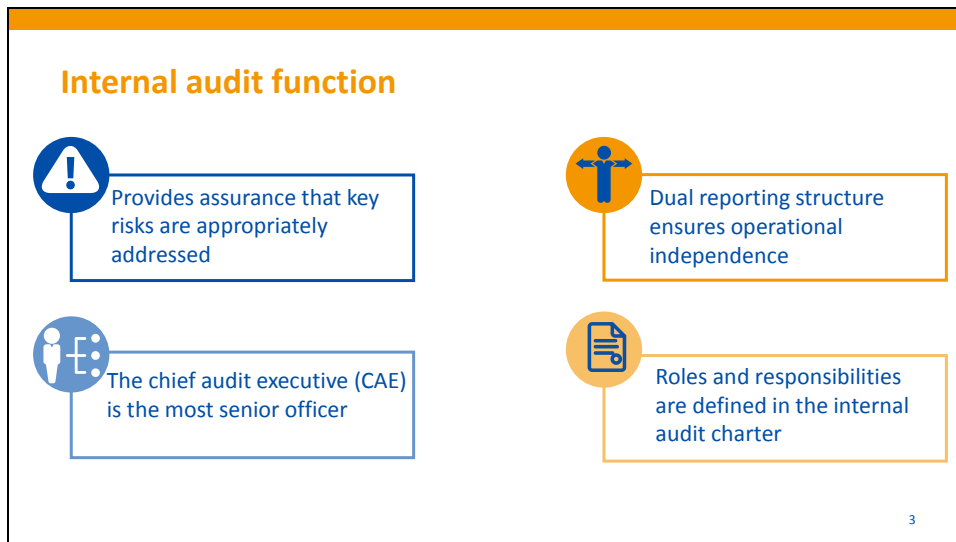 Internal audit function
Provides assurance that key
risks are appropriately
addressed
Dual reporting structure
ensures operational
independence
The chief audit executive (CAE)
is the most senior officer
Roles and responsibilities
are defined in the internal
audit charter
3